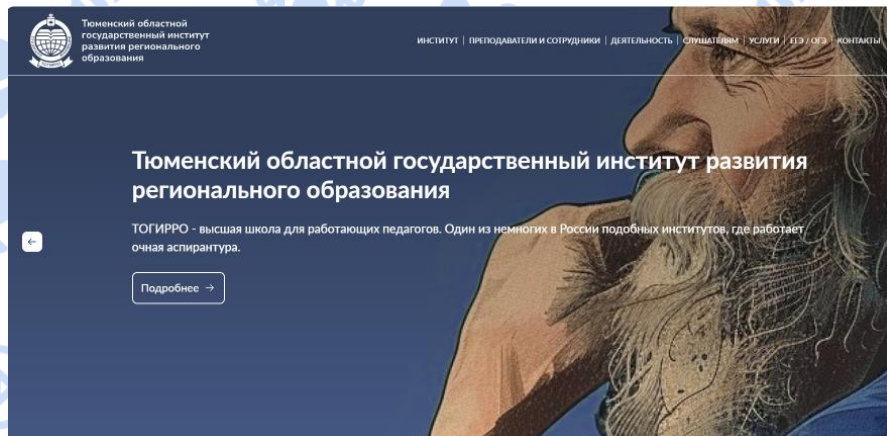 Тюменский областной
государственный институт
развития регионального
образования
ИНСТИТУТ | ПРЕПОДАВАТЕЛИ И СОТРУДНИКИ | ДЕЯТЕЛЬНОСТЬ | СЛУШАТЕЛЯМ | УСЛУГИ | ЕГЭ / ОГЭ | КОНТАКТЫ
Тюменский областной государственный институт развития
регионального образования
ТОГИРРО - высшая школа для работающих педагогов. Один из немногих в России подобных институтов, где работает
очная аспирантура.
Подробнее →